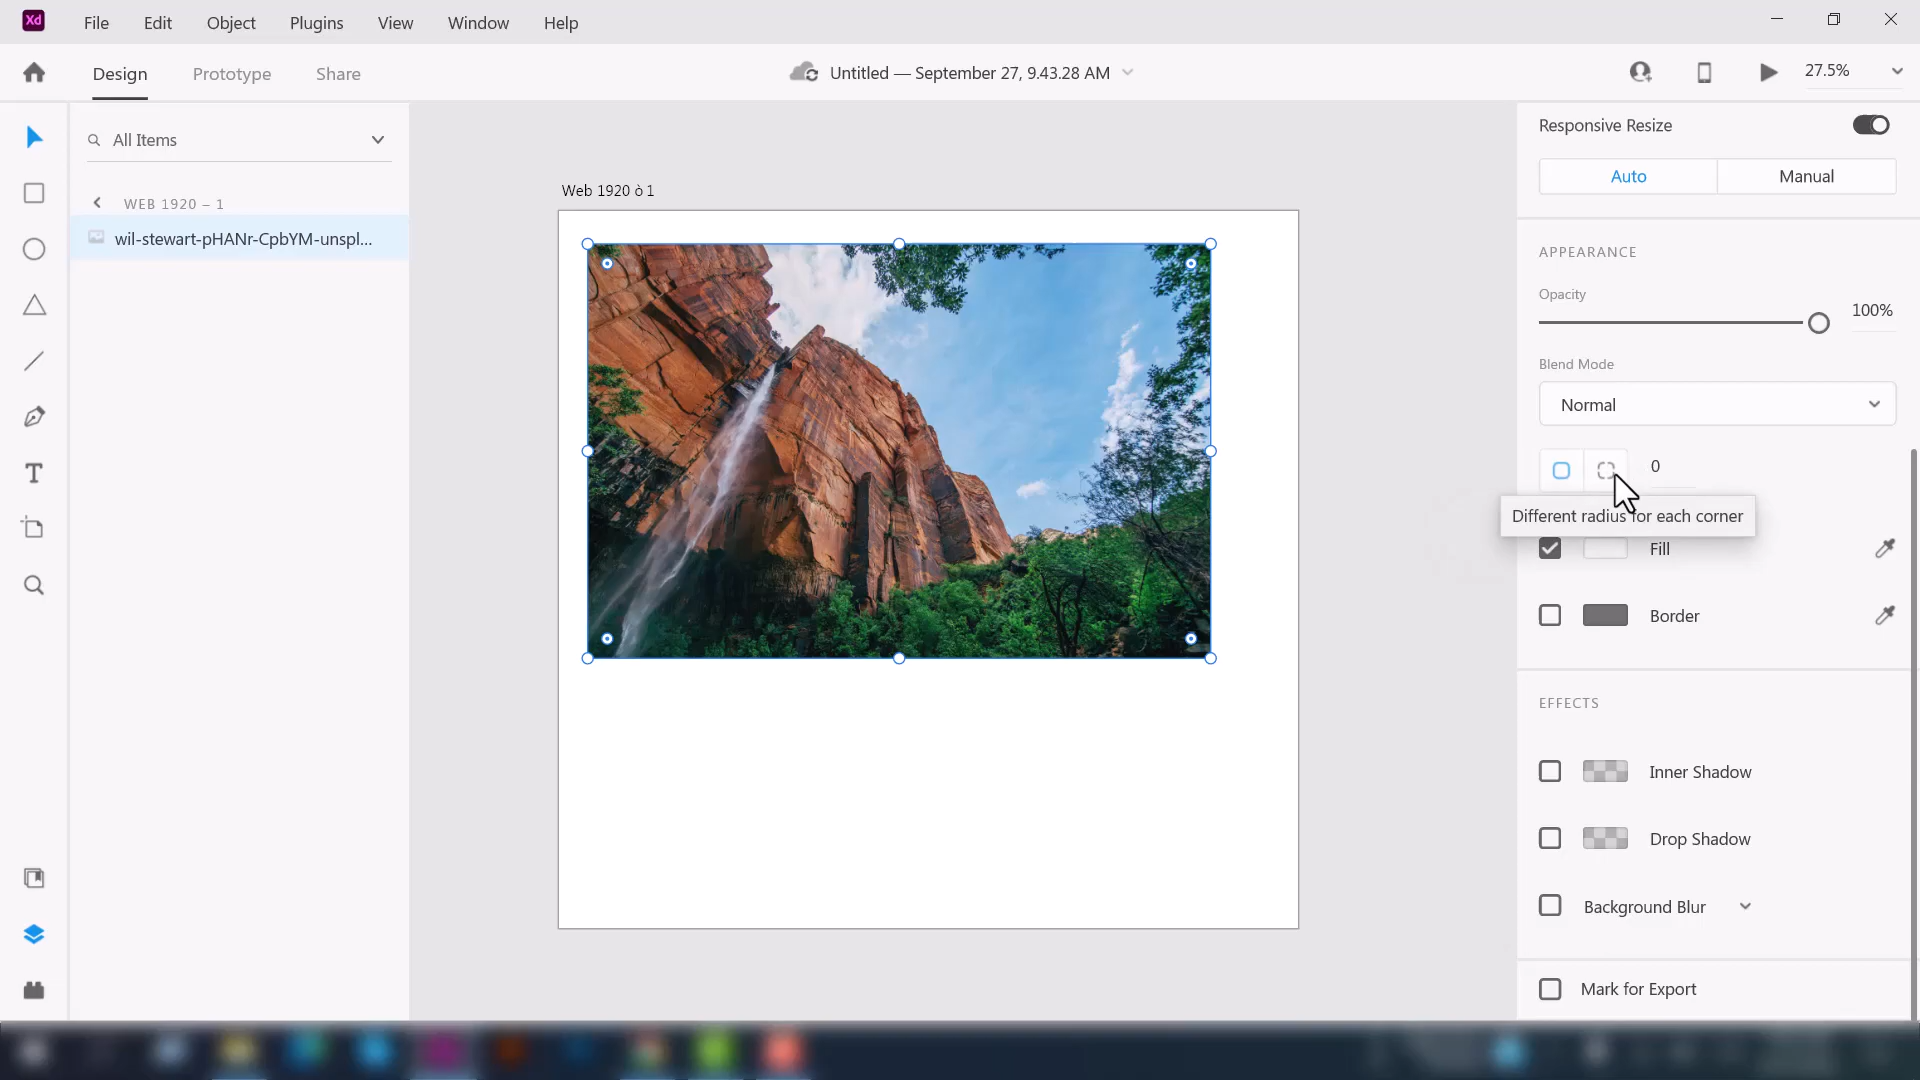 Xd
File Edit Object Plugins View Window Help
Design Prototype Share
Untitled — September 27, 9.43.28 AM
27.5%
All Items
WEB 1920 – 1
wil-stewart-pHANr-CpbYM-unspl...
Web 1920 ò 1
Responsive Resize
Auto Manual
APPEARANCE
Opacity
100%
Blend Mode
Normal
0
Different radius for each corner
Fill
Border
EFFECTS
Inner Shadow
Drop Shadow
Background Blur
Mark for Export